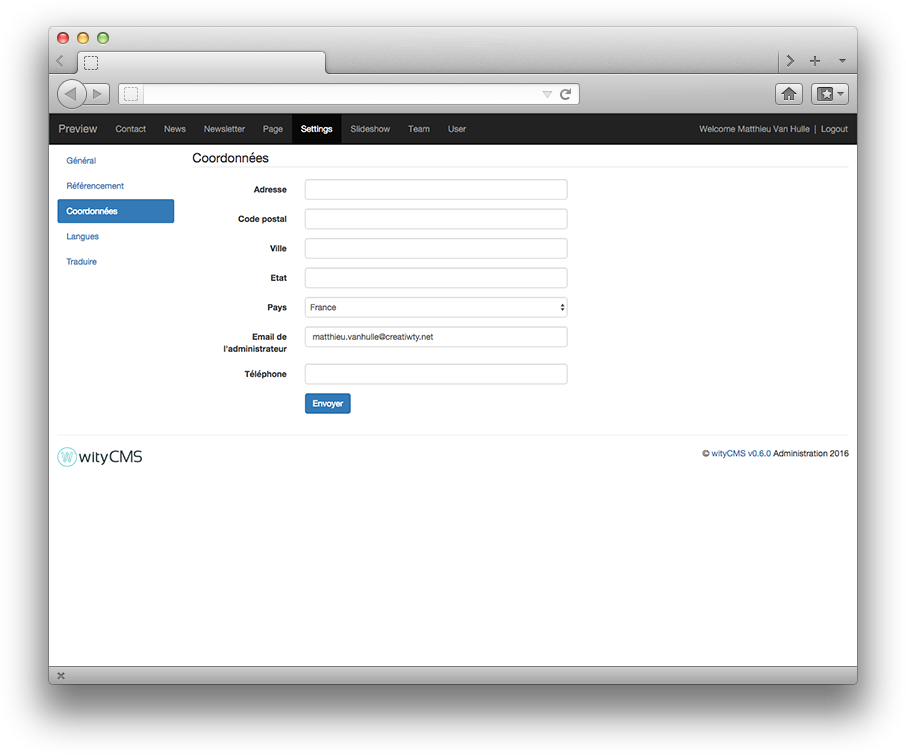 Preview Contact News Newsletter Page Settings Slideshow Team User Welcome Matthieu Van Hulle | Logout
Général
Référencement
Coordonnées
Langues
Traduire
Coordonnées
Adresse
Code postal
Ville
Etat
Pays France
Email de
l'administrateur matthieu.vanhulle@creatiwty.net
Téléphone
Envoyer
W wityCMS
© wityCMS v0.6.0 Administration 2016